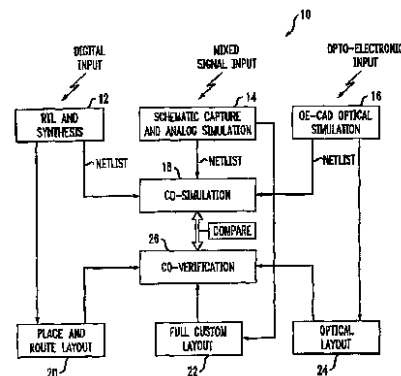 10
DIGITAL
INPUT
MIXED
SIGNAL INPUT
OPTO-ELECTRONIC
INPUT
12
14
16
RTL AND
SYNTHESIS
SCHEMATIC CAPTURE
AND ANALOG SIMULATION
OE-CAD OPTICAL
SIMULATION
NETLIST
NETLIST
NETLIST
18
CO-SIMULATION
COMPARE
26
CO-VERIFICATION
PLACE AND
ROUTE LAYOUT
FULL CUSTOM
LAYOUT
OPTICAL LAYOUT
20
22
24